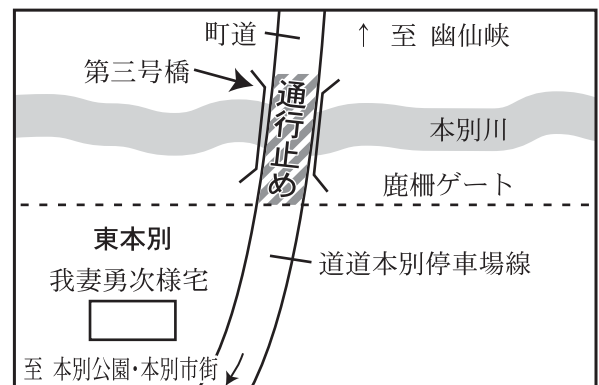 町道
↑ 至 幽仙峡
第三号橋
通行止め
本別川
鹿柵ゲート
東本別
我妻勇次様宅
道道本別停車場線
至 本別公園・本別市街